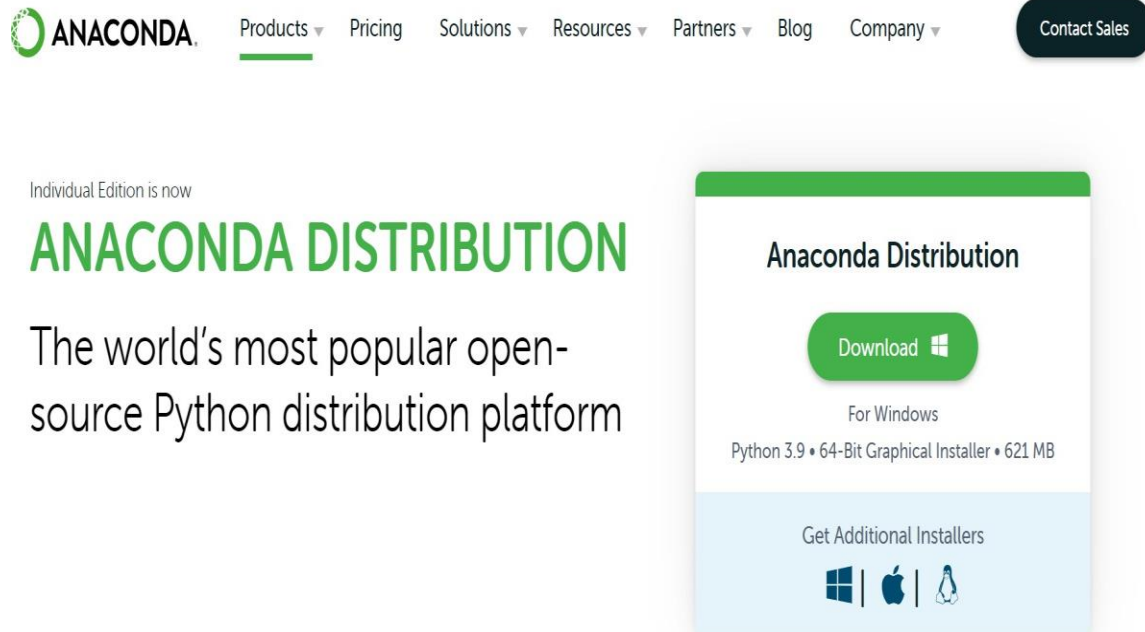 ANACONDA.
Products Pricing Solutions Resources Partners Blog Company Contact Sales
Individual Edition is now
ANACONDA DISTRIBUTION
The world's most popular open-
source Python distribution platform
Anaconda Distribution
Download
For Windows
Python 3.9 • 64-Bit Graphical Installer • 621 MB
Get Additional Installers